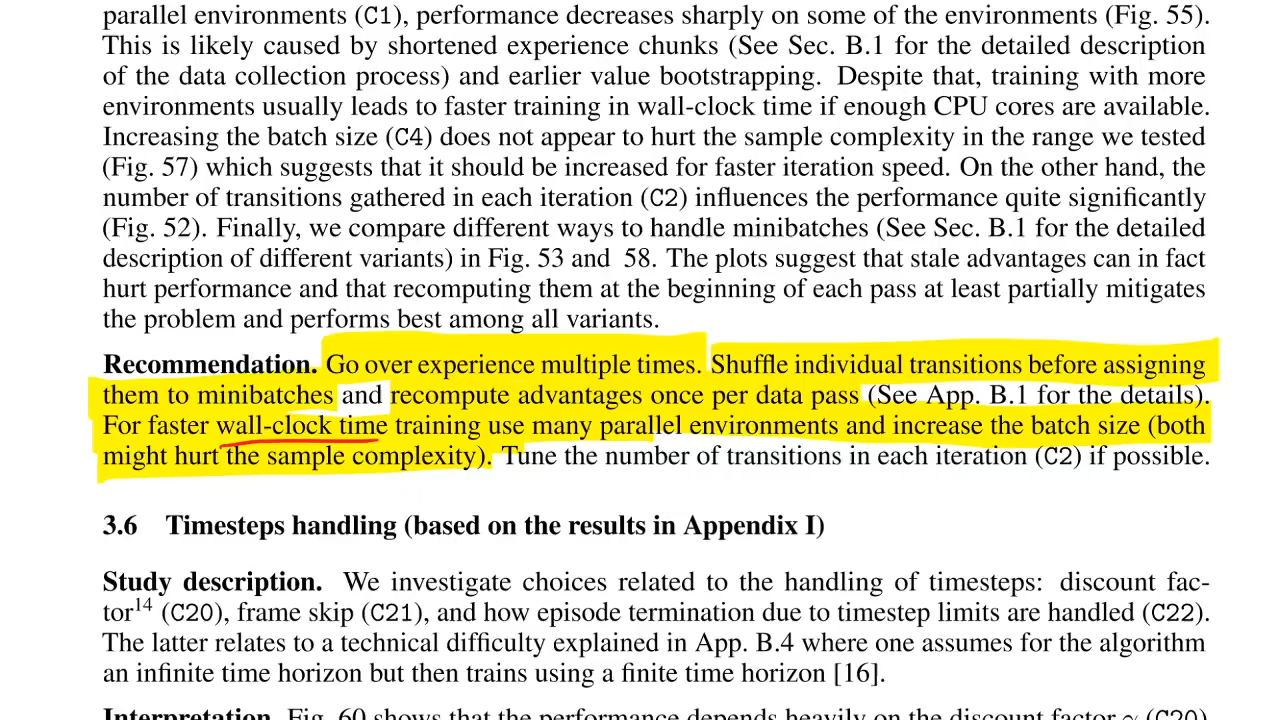 parallel environments (C1), performance decreases sharply on some of the environments (Fig. 55).
This is likely caused by shortened experience chunks (See Sec. B.1 for the detailed description
of the data collection process) and earlier value bootstrapping. Despite that, training with more
environments usually leads to faster training in wall-clock time if enough CPU cores are available.
Increasing the batch size (C4) does not appear to hurt the sample complexity in the range we tested
(Fig. 57) which suggests that it should be increased for faster iteration speed. On the other hand, the
number of transitions gathered in each iteration (C2) influences the performance quite significantly
(Fig. 52). Finally, we compare different ways to handle minibatches (See Sec. B.1 for the detailed
description of different variants) in Fig. 53 and 58. The plots suggest that stale advantages can in fact
hurt performance and that recomputing them at the beginning of each pass at least partially mitigates
the problem and performs best among all variants.
Recommendation. Go over experience multiple times. Shuffle individual transitions before assigning
them to minibatches and recompute advantages once per data pass (See App. B.1 for the details).
For faster wall-clock time training use many parallel environments and increase the batch size (both
might hurt the sample complexity). Tune the number of transitions in each iteration (C2) if possible.
3.6 Timesteps handling (based on the results in Appendix I)
Study description. We investigate choices related to the handling of timesteps: discount fac-
tor14 (C20), frame skip (C21), and how episode termination due to timestep limits are handled (C22).
The latter relates to a technical difficulty explained in App. B.4 where one assumes for the algorithm
an infinite time horizon but then trains using a finite time horizon [16].
Interpretation. Fig. 60 shows that the performance depends heavily on the discount factor γ (C20)